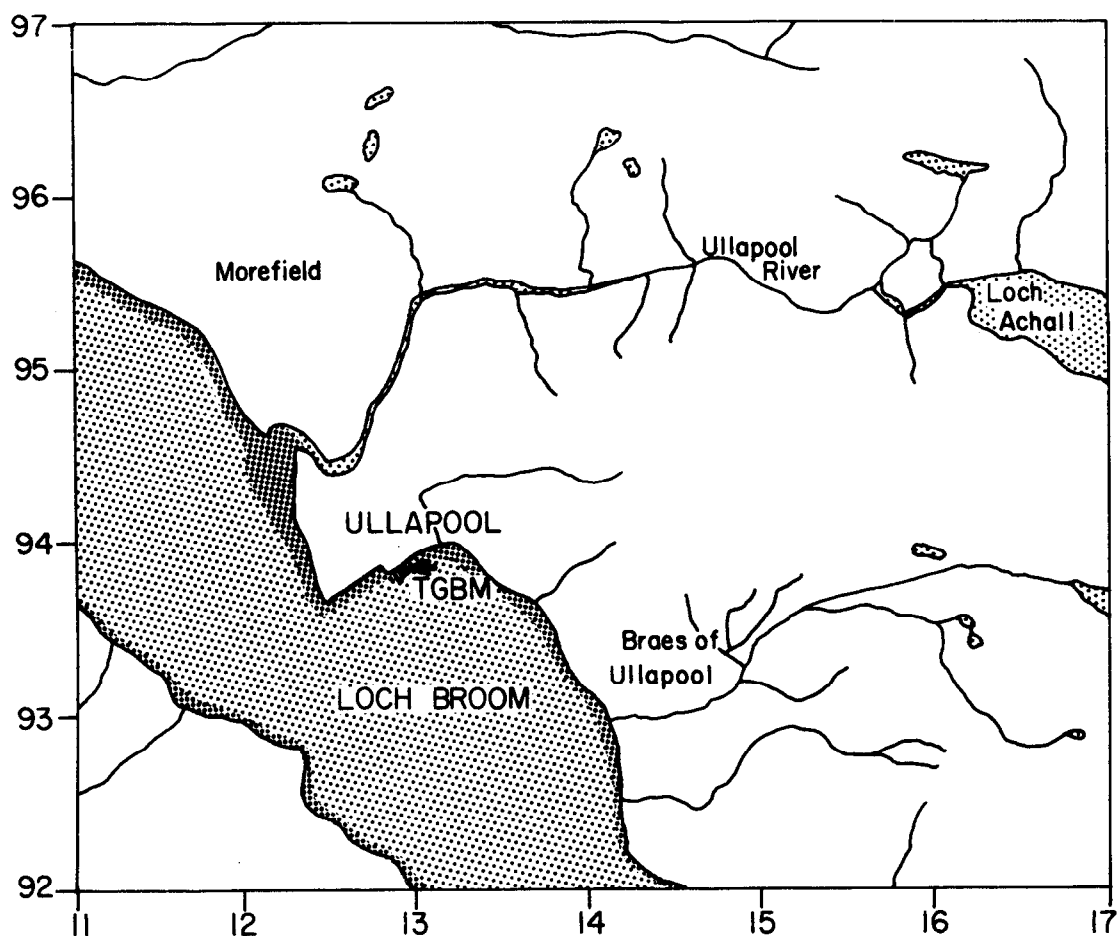 97
96
Ullapool
River
Morefield
Loch
Achall
95
ULLAPOOL
94
TGBM
Braes of
Ullapool
LOCH BROOM
93
92
11 12 13 14 15 16 17